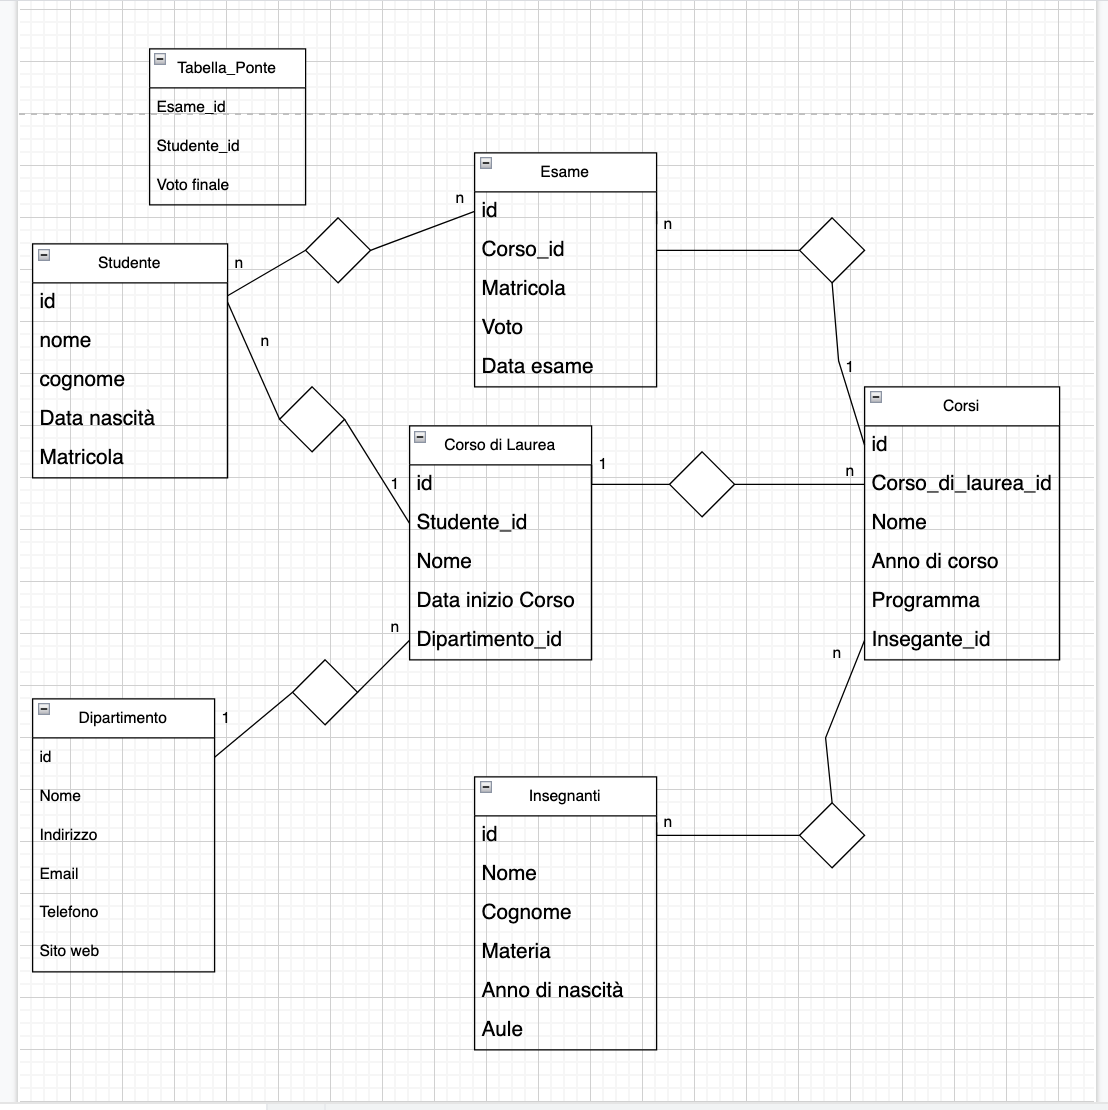 Tabella_Ponte
Esame_id
Studente_id
Voto finale
Esame
id
Corso_id
Matricola
Voto
Data esame
n
n
Studente
id
nome
cognome
Data nascità
Matricola
n
n
1
Corsi
id
Corso_di_laurea_id
Nome
Anno di corso
Programma
Insegante_id
Corso di Laurea
id
Studente_id
Nome
Data inizio Corso
Dipartimento_id
1
1
n
n
n
Dipartimento
id
Nome
Indirizzo
Email
Telefono
Sito web
1
Insegnanti
id
Nome
Cognome
Materia
Anno di nascità
Aule
n